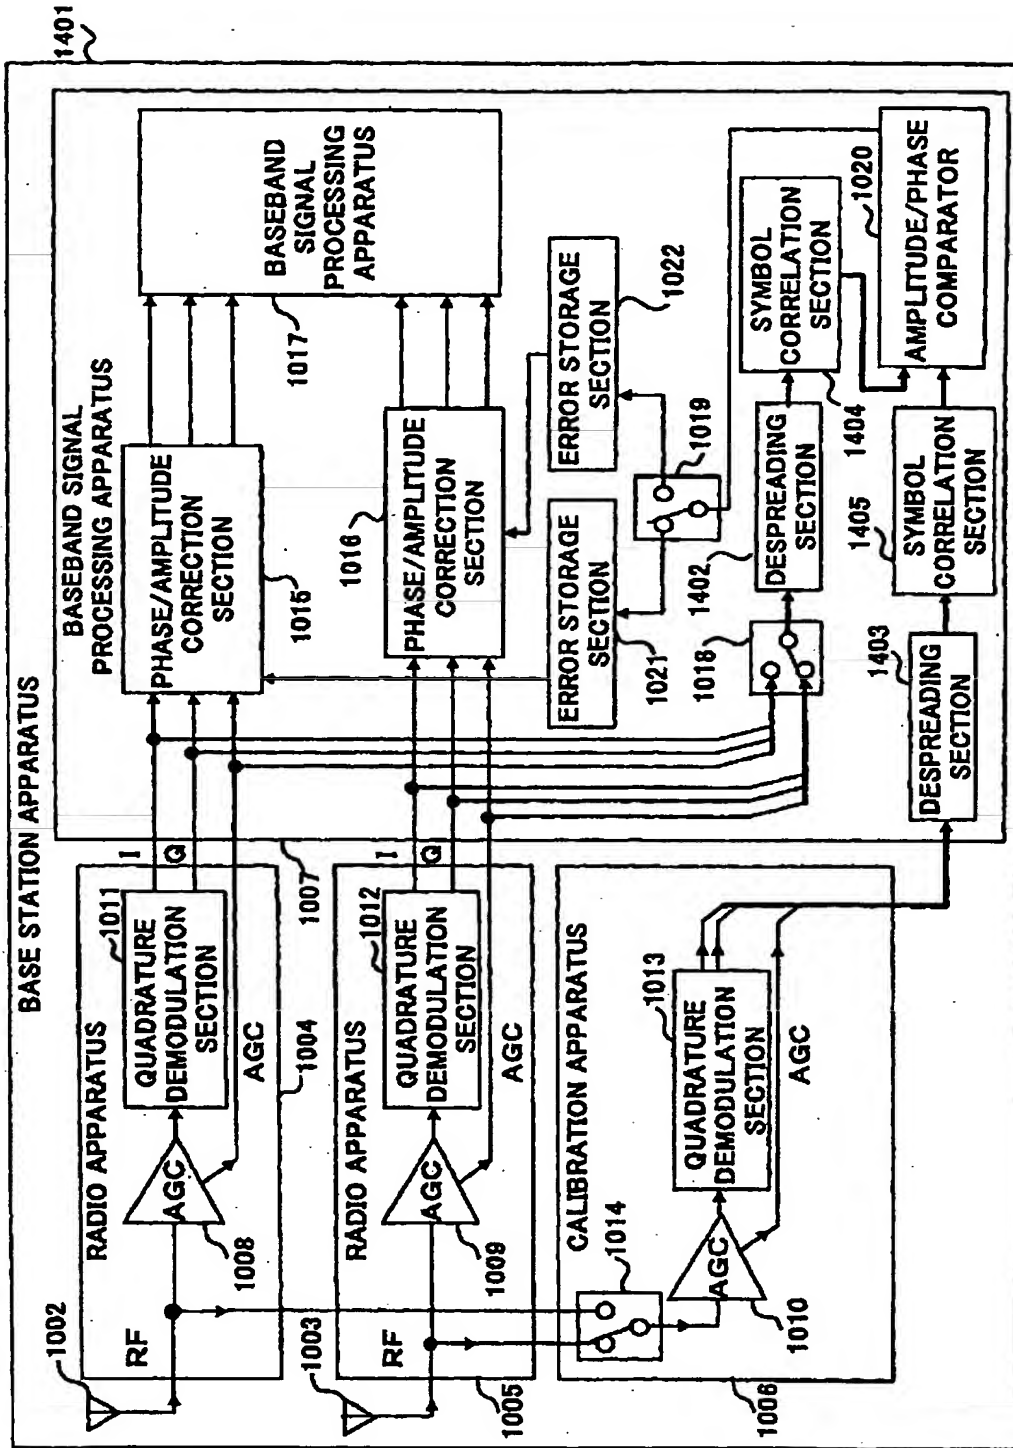 1401
BASE STATION APPARATUS
BASEBAND SIGNAL
PROCESSING APPARATUS
1002
RF
RADIO APPARATUS
AGC
1008
1011
QUADRATURE
DEMODULATION
SECTION
AGC
1004
I
Q
1007
PHASE/AMPLITUDE
CORRECTION
SECTION
1015
BASEBAND
SIGNAL
PROCESSING
APPARATUS
1017
1003
RF
1005
RADIO APPARATUS
AGC
1009
1012
QUADRATURE
DEMODULATION
SECTION
AGC
I
Q
1016
PHASE/AMPLITUDE
CORRECTION
SECTION
ERROR STORAGE
SECTION
1021
ERROR STORAGE
SECTION
1022
1019
1018
1402
DESPREADING
SECTION
SYMBOL
CORRELATION
SECTION
1404
1006
CALIBRATION APPARATUS
1014
AGC
1010
1013
QUADRATURE
DEMODULATION
SECTION
AGC
1403
DESPREADING
SECTION
1405
SYMBOL
CORRELATION
SECTION
1020
AMPLITUDE/PHASE
COMPARATOR